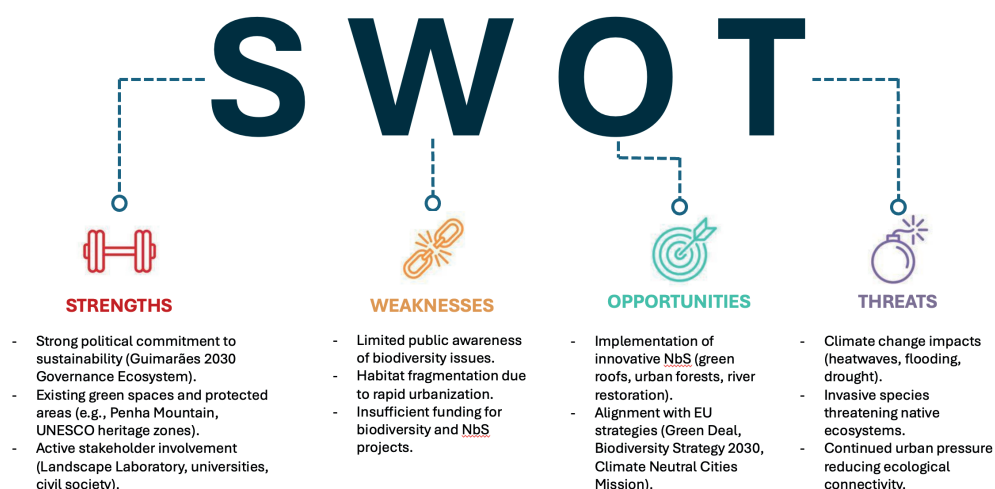 SWOT
STRENGTHS
- Strong political commitment to
sustainability (Guimarães 2030
Governance Ecosystem).
- Existing green spaces and protected
areas (e.g., Penha Mountain,
UNESCO heritage zones).
- Active stakeholder involvement
(Landscape Laboratory, universities,
civil society).
WEAKNESSES
- Limited public awareness
of biodiversity issues.
- Habitat fragmentation due
to rapid urbanization.
- Insufficient funding for
biodiversity and NbS
projects.
OPPORTUNITIES
- Implementation of
innovative NbS (green
roofs, urban forests, river
restoration).
- Alignment with EU
strategies (Green Deal,
Biodiversity Strategy 2030,
Climate Neutral Cities
Mission).
THREATS
- Climate change impacts
(heatwaves, flooding,
drought).
- Invasive species
threatening native
ecosystems.
- Continued urban pressure
reducing ecological
connectivity.